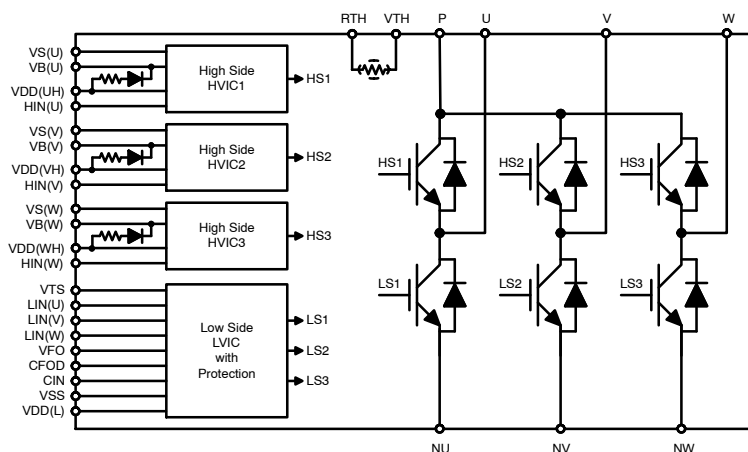 RTH VTH P U V W
VS(U)
VB(U)
VDD(UH)
HIN(U)
High Side
HVIC1
HS1
VS(V)
VB(V)
VDD(VH)
HIN(V)
High Side
HVIC2
HS2
VS(W)
VB(W)
VDD(WH)
HIN(W)
High Side
HVIC3
HS3
VTS
LIN(U)
LIN(V)
LIN(W)
VFO
CFOD
CIN
VSS
VDD(L)
Low Side
LVIC
with
Protection
LS1
LS2
LS3
HS1 HS2 HS3
LS1 LS2 LS3
NU NV NW